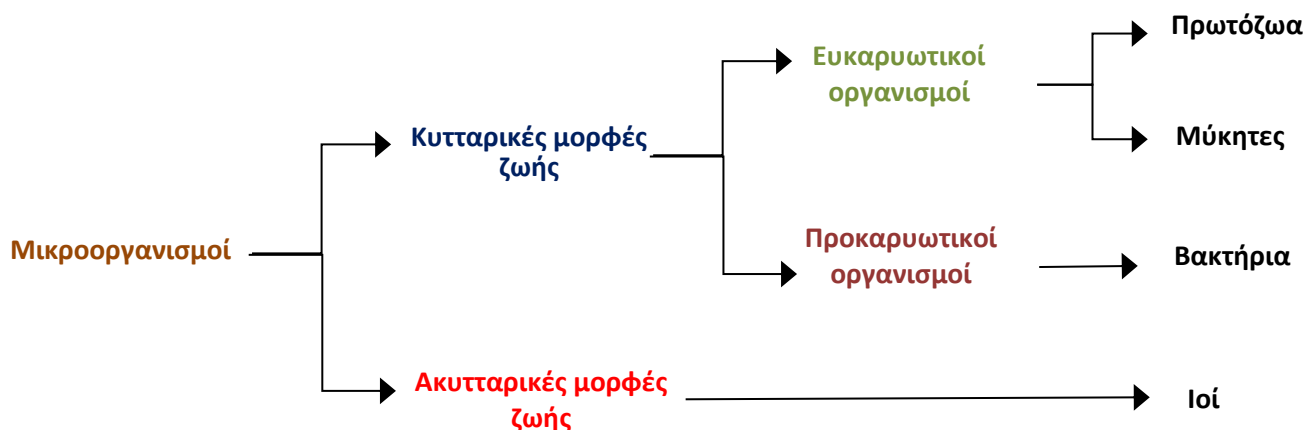 Μικροοργανισμοί
Κυτταρικές μορφές
ζωής
Ευκαρυωτικοί
οργανισμοί
Πρωτόζωα
Μύκητες
Προκαρυωτικοί
οργανισμοί
Βακτήρια
Ακυτταρικές μορφές
ζωής
Ιοί